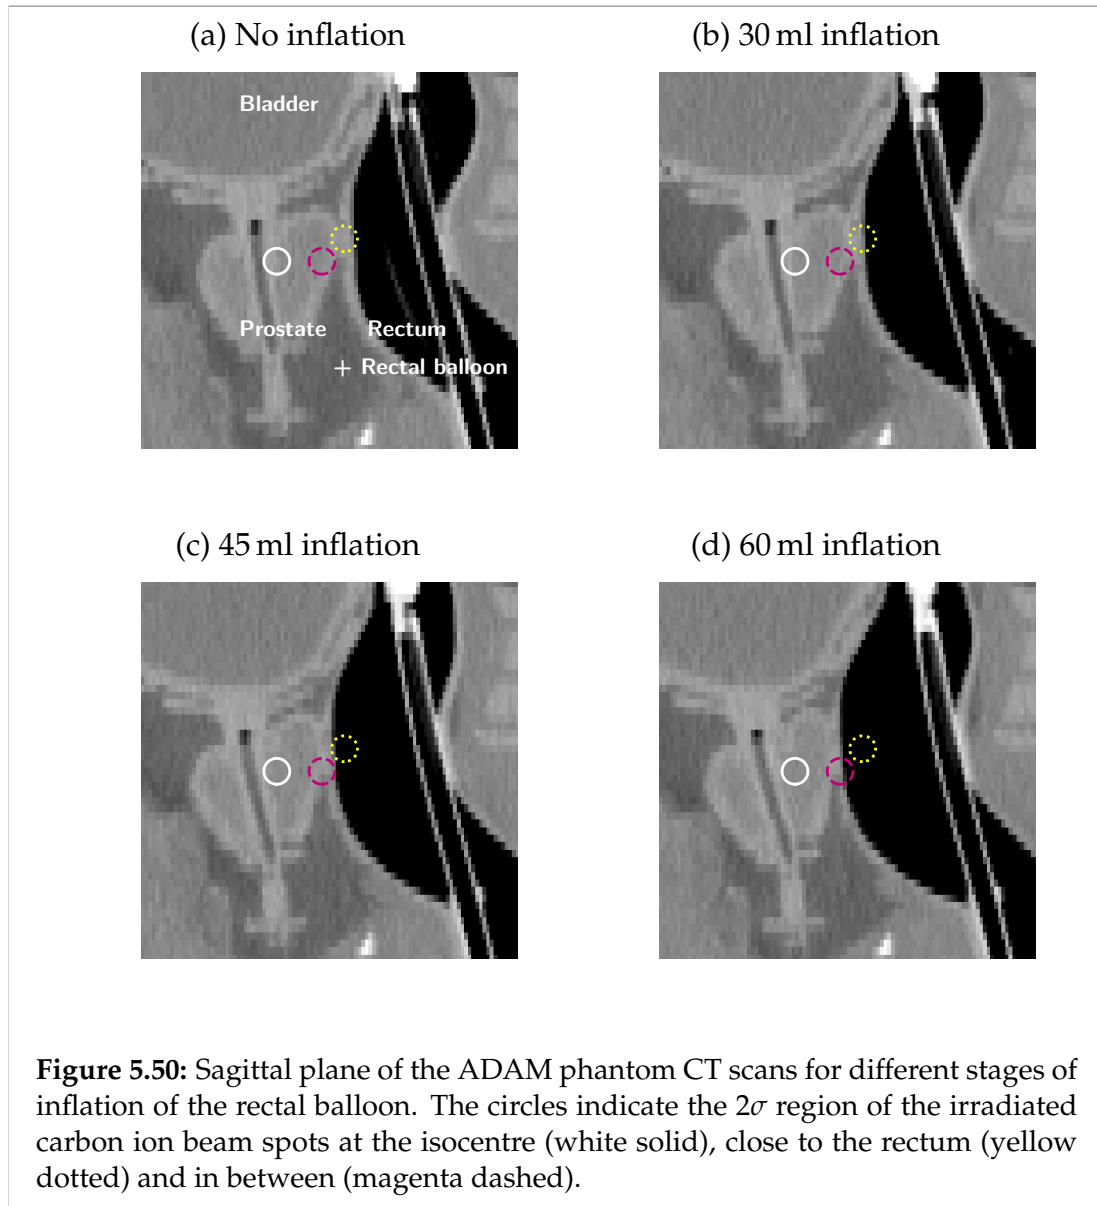 (a) No inflation
(b) 30 ml inflation
Bladder
Prostate
Rectum
+ Rectal balloon
(c) 45 ml inflation
(d) 60 ml inflation
Figure 5.50: Sagittal plane of the ADAM phantom CT scans for different stages of
inflation of the rectal balloon. The circles indicate the 2σ region of the irradiated
carbon ion beam spots at the isocentre (white solid), close to the rectum (yellow
dotted) and in between (magenta dashed).